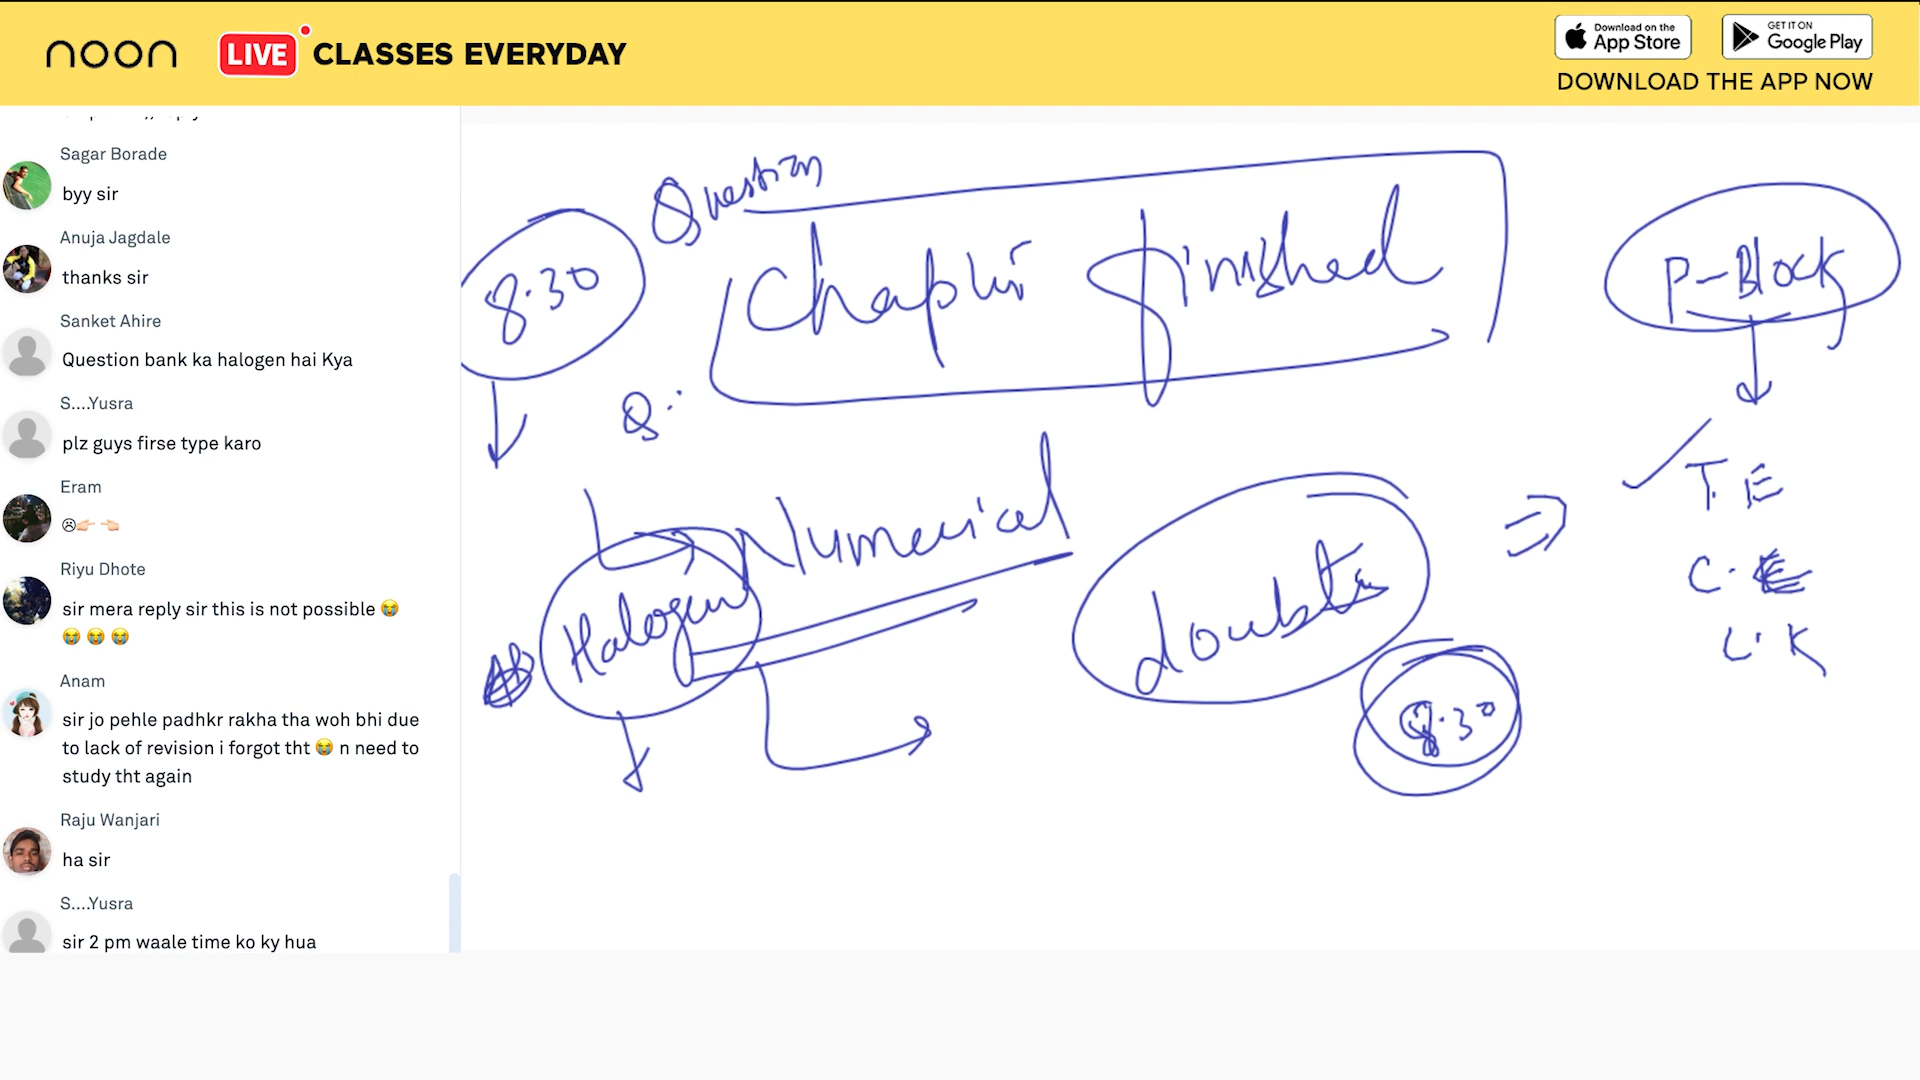 noon LIVE CLASSES EVERYDAY
Download on the App Store
GET IT ON Google Play
DOWNLOAD THE APP NOW
Sagar Borade
byy sir
Anuja Jagdale
thanks sir
Sanket Ahire
Question bank ka halogen hai Kya
S....Yusra
plz guys firse type karo
Eram
☹👉🏻 👈🏻
Riyu Dhote
sir mera reply sir this is not possible 😭
😭 😭 😭
Anam
sir jo pehle padhkr rakha tha woh bhi due
to lack of revision i forgot tht 😭 n need to
study tht again
Raju Wanjari
ha sir
S....Yusra
sir 2 pm waale time ko ky hua
Question
8.30
finished
P-Block
Q.
Numerical
T. E
Halogen
doubts
C.
L. K
8.30